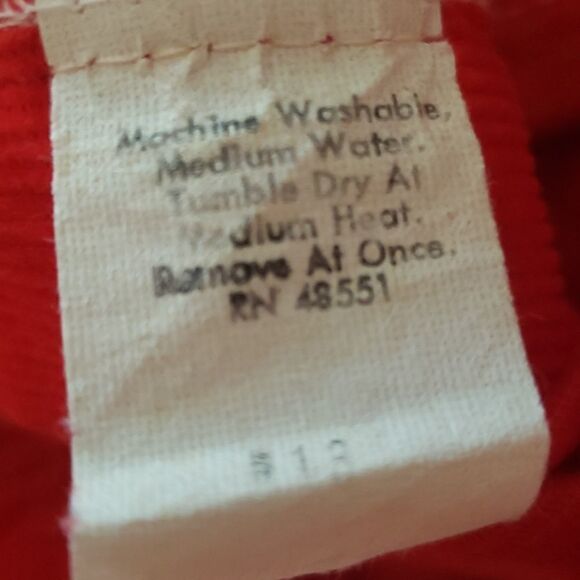 Machine Washable,
Medium Water.
Tumble Dry At
Medium Heat.
Remove At Once.
RN 48551